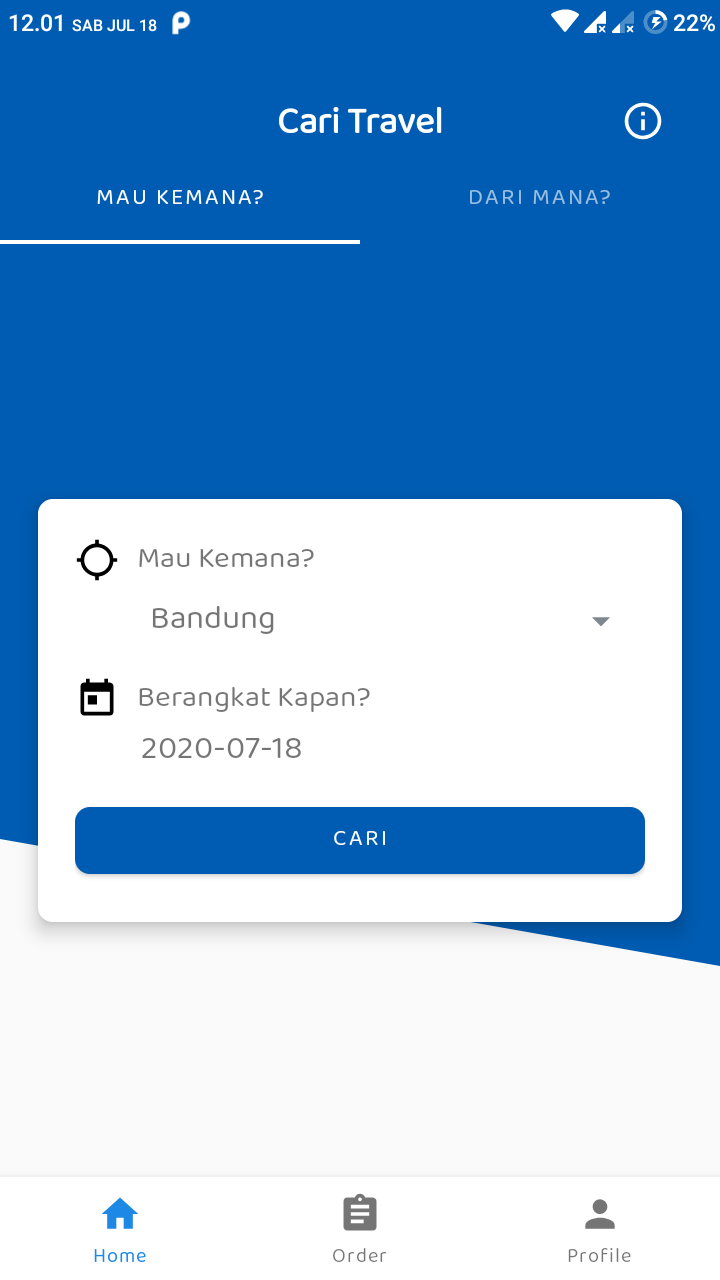 12.01 SAB JUL 18 22%
Cari Travel
MAU KEMANA? DARI MANA?
Mau Kemana?
Bandung
Berangkat Kapan?
2020-07-18
CARI
Home Order Profile